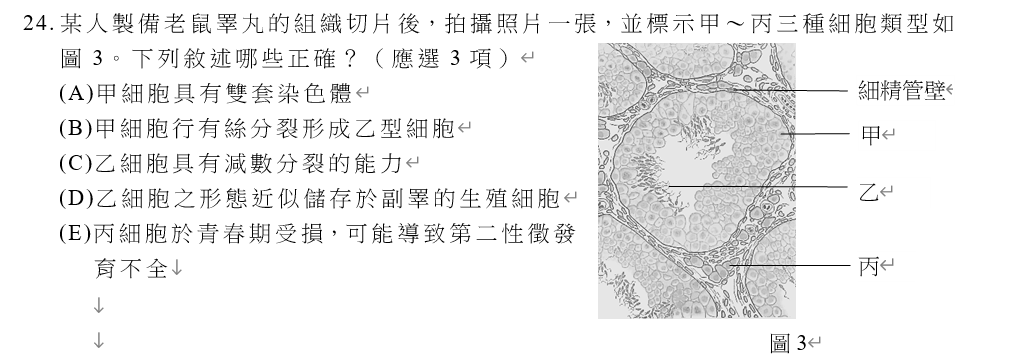 24.某人製備老鼠睪丸的組織切片後，拍攝照片一張，並標示甲～丙三種細胞類型如
圖 3。下列敘述哪些正確？（應選 3 項）↵
(A)甲細胞具有雙套染色體↵
(B)甲細胞行有絲分裂形成乙型細胞↵
(C)乙細胞具有減數分裂的能力↵
(D)乙細胞之形態近似儲存於副睪的生殖細胞↵
(E)丙細胞於青春期受損，可能導致第二性徵發
育不全↓
↓
↓
細精管壁↵
甲↵
乙↵
丙↵
圖 3↵